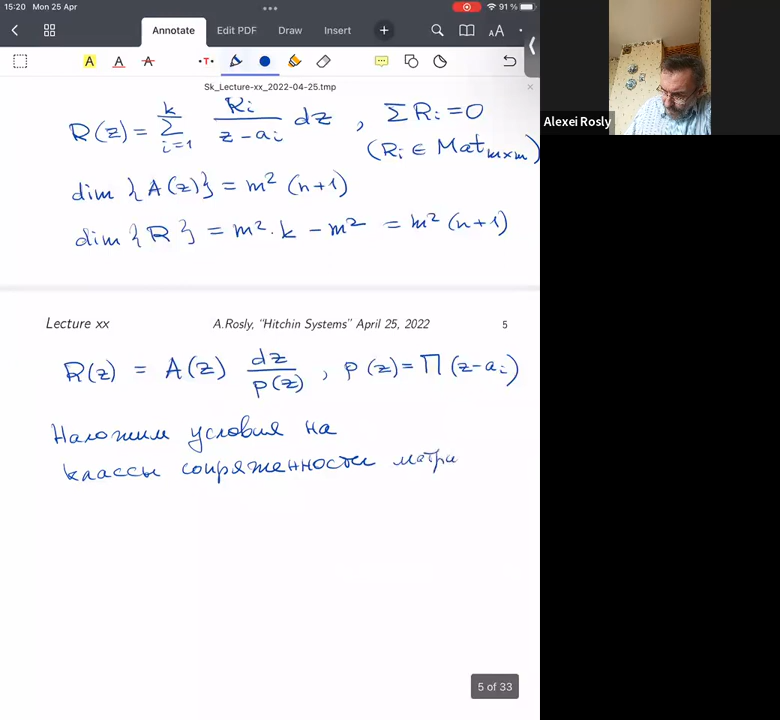 15:20 Mon 25 Apr
91 %
Annotate
Edit PDF
Draw
Insert
AA
A
A
A
T
Sk_Lecture-xx_2022-04-25.tmp
R(z) = Σ_{i=1}^{k} R_i / (z - a_i) dz , Σ R_i = 0
(R_i ∈ Mat_{m×m})
dim {A(z)} = m² (n+1)
dim {R} = m²·k - m² = m² (n+1)
Lecture xx A.Rosly, "Hitchin Systems" April 25, 2022 5
R(z) = A(z) dz / p(z) , p(z) = Π (z - a_i)
Наложим условия на
классы сопряженности матри
5 of 33
Alexei Rosly